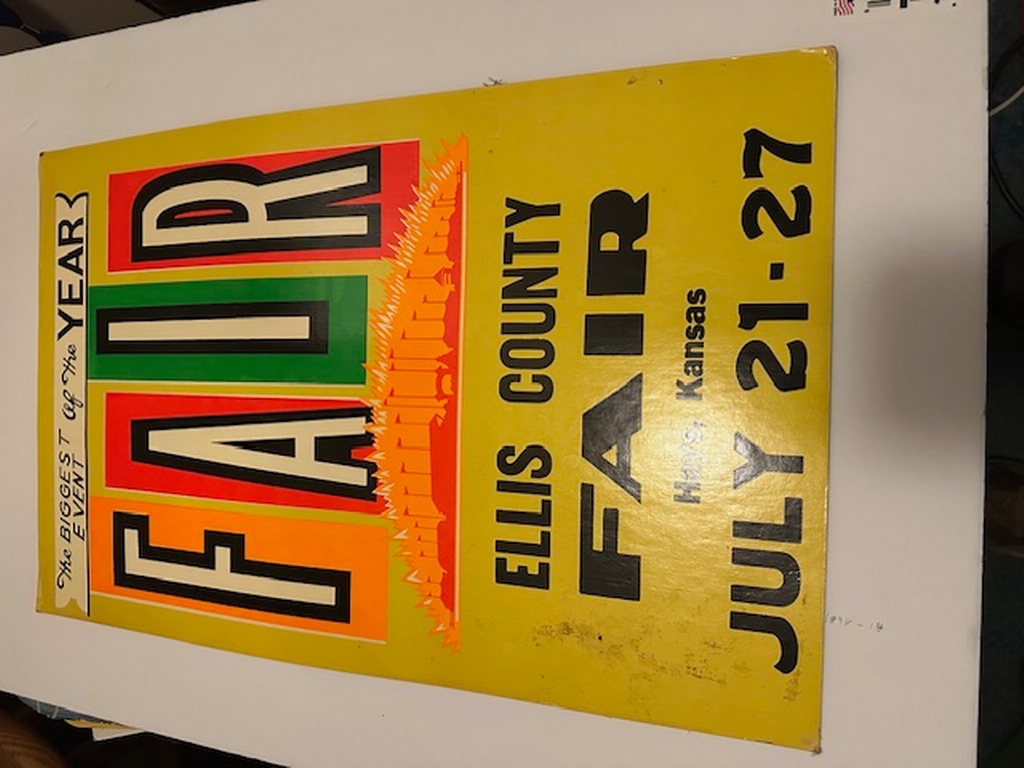 The BIGGEST EVENT of the YEAR
FAIR
ELLIS COUNTY
FAIR
Hays, Kansas
JULY 21-27